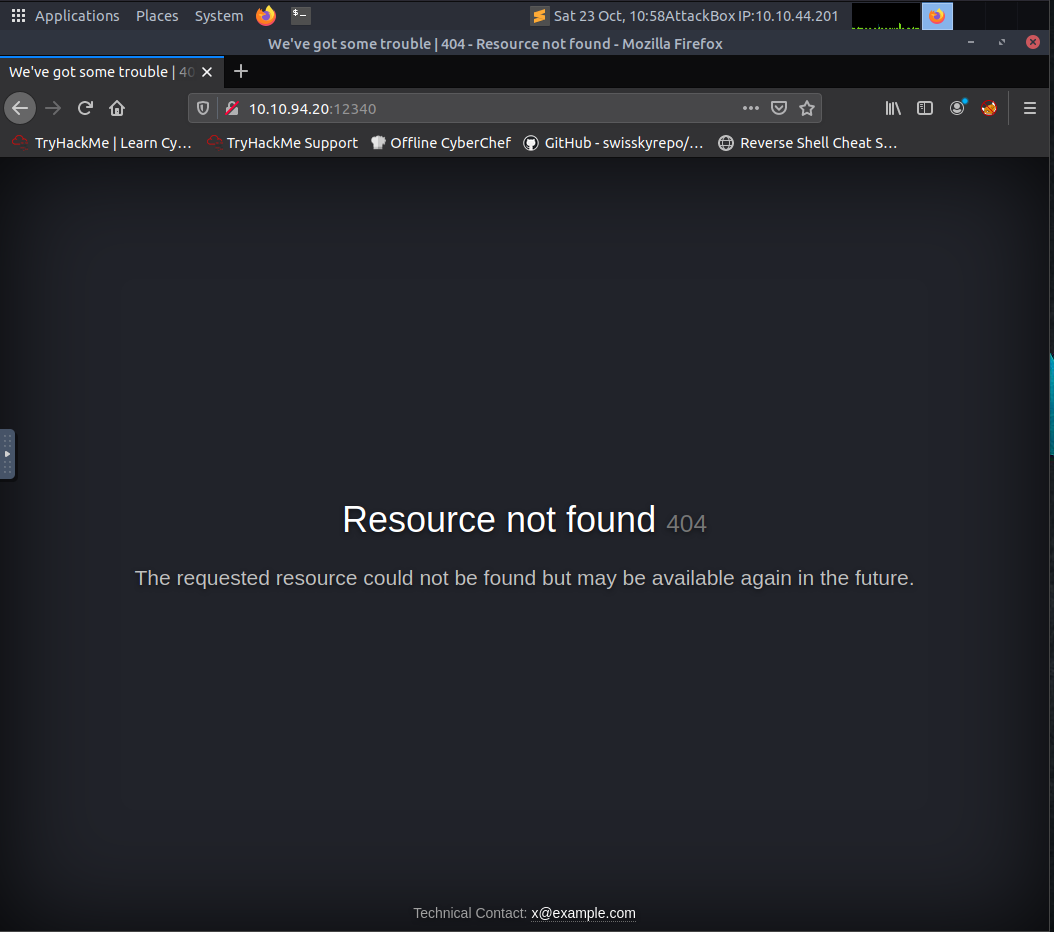 Applications Places System Sat 23 Oct, 10:58 AttackBox IP:10.10.44.201
We've got some trouble | 404 - Resource not found - Mozilla Firefox
We've got some trouble | 40
10.10.94.20:12340
TryHackMe | Learn Cy… TryHackMe Support Offline CyberChef GitHub - swisskyrepo/… Reverse Shell Cheat S…
Resource not found 404
The requested resource could not be found but may be available again in the future.
Technical Contact: x@example.com